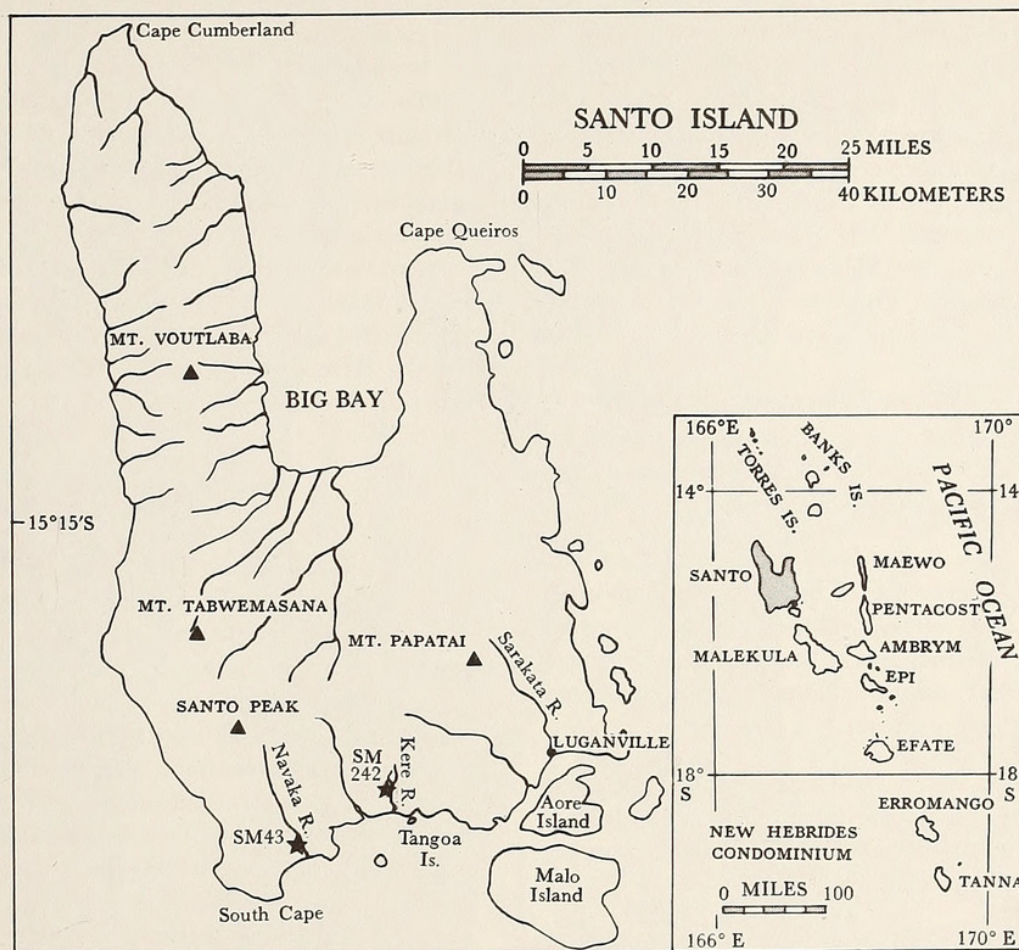 Cape Cumberland
SANTO ISLAND
0 5 10 15 20 25 MILES
0 10 20 30 40 KILOMETERS
Cape Queiros
MT. VOUTLABA
BIG BAY
15°15'S
MT. TABWEMASANA
MT. PAPATAI
Sarakata R.
SANTO PEAK
LUGANVILLE
Navaka R.
SM
242
Kere R.
SM43
Tangoa
Is.
Aore
Island
Malo
Island
South Cape
166°E
170°
BANKS IS.
TORRES IS.
14°
14
PACIFIC OCEAN
SANTO
MAEWO
PENTACOST
MALEKULA
AMBRYM
EPI
EFATE
18°
S
18
S
ERROMANGO
NEW HEBRIDES
CONDOMINIUM
TANNA
0 MILES 100
166° E
170° E